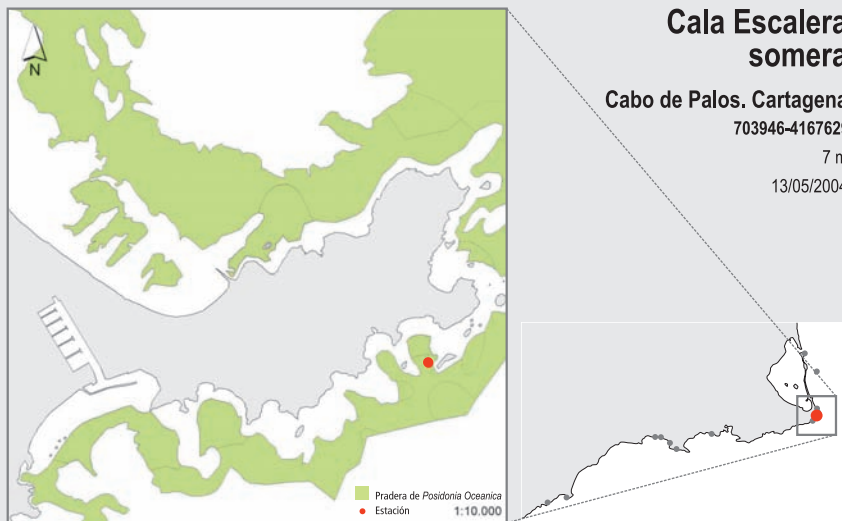 Cala Escalera
somera
Cabo de Palos. Cartagena
703946-4167629
7 m
13/05/2004
N
Pradera de Posidonia Oceanica
Estación
1:10.000